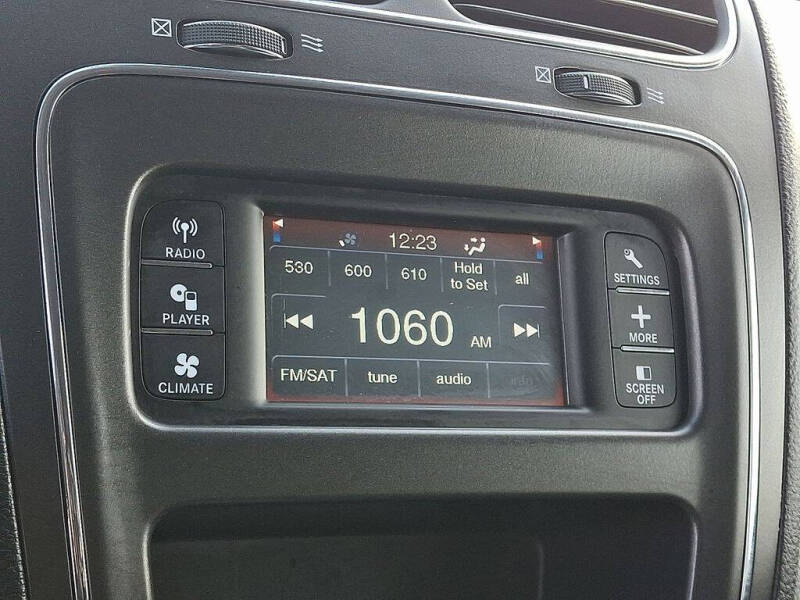 RADIO
PLAYER
CLIMATE
12:23
530 600 610 Hold to Set all
1060 AM
FM/SAT tune audio info
SETTINGS
MORE
SCREEN
OFF